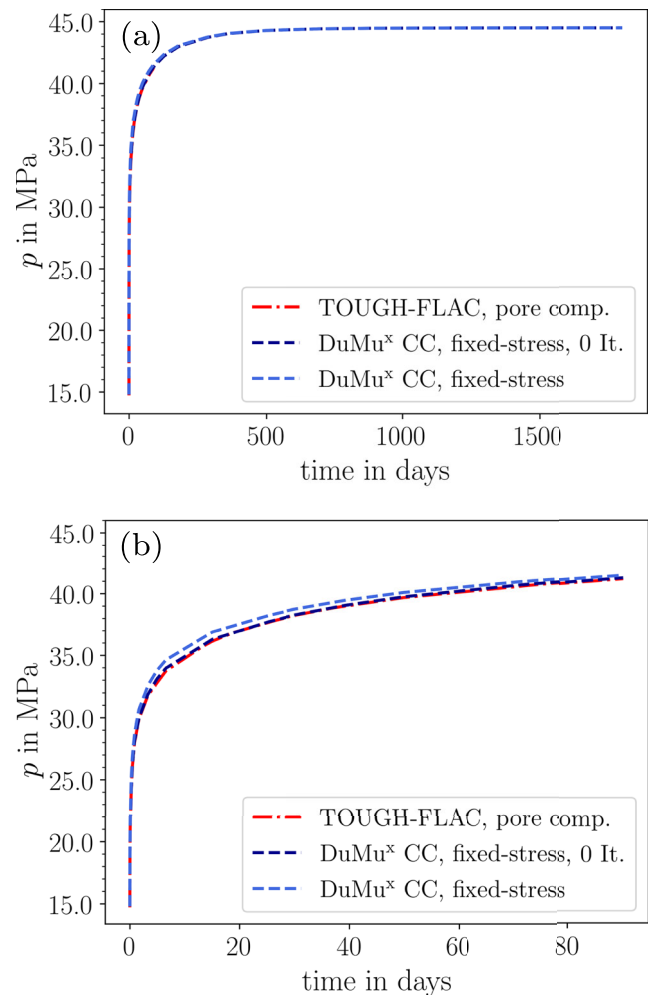 (a)
45.0
40.0
35.0
30.0
25.0
20.0
15.0
p in MPa
TOUGH-FLAC, pore comp.
DuMuˣ CC, fixed-stress, 0 It.
DuMuˣ CC, fixed-stress
0 500 1000 1500
time in days
(b)
45.0
40.0
35.0
30.0
25.0
20.0
15.0
p in MPa
TOUGH-FLAC, pore comp.
DuMuˣ CC, fixed-stress, 0 It.
DuMuˣ CC, fixed-stress
0 20 40 60 80
time in days